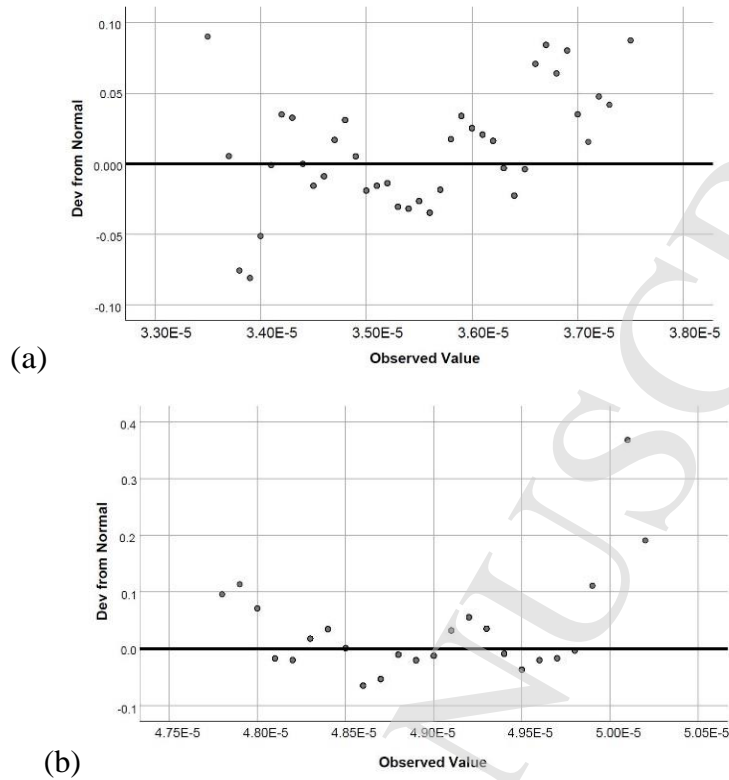 0.10
0.05
0.000
-0.05
-0.10
Dev from Normal
3.30E-5 3.40E-5 3.50E-5 3.60E-5 3.70E-5 3.80E-5
Observed Value
(a)
0.4
0.3
0.2
0.1
0.0
-0.1
Dev from Normal
4.75E-5 4.80E-5 4.85E-5 4.90E-5 4.95E-5 5.00E-5 5.05E-5
Observed Value
(b)
NUSC